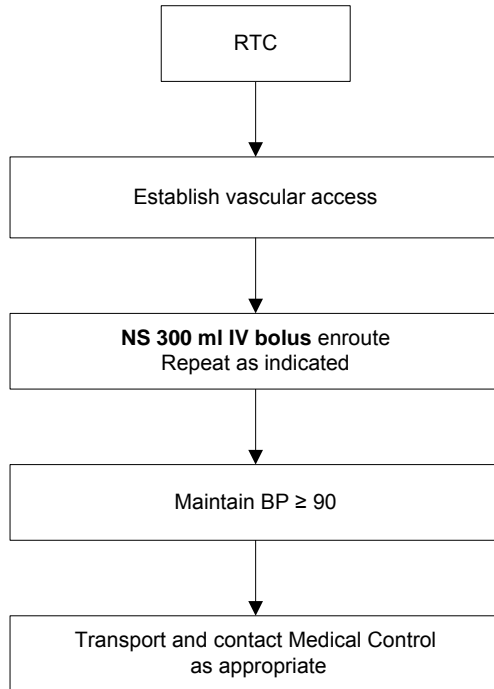 RTC
Establish vascular access
NS 300 ml IV bolus enroute
Repeat as indicated
Maintain BP ≥ 90
Transport and contact Medical Control
as appropriate